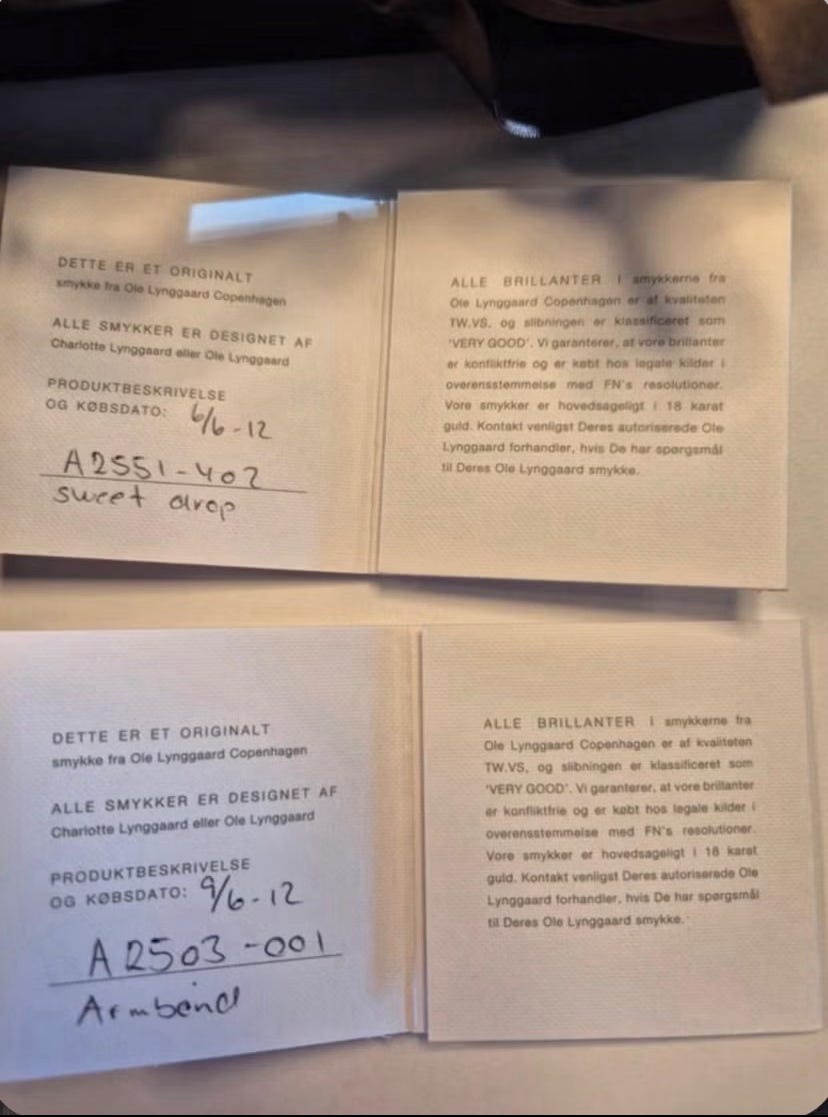 DETTE ER ET ORIGINALT
smykke fra Ole Lynggaard Copenhagen
ALLE SMYKKER ER DESIGNET AF
Charlotte Lynggaard eller Ole Lynggaard
PRODUKTBESKRIVELSE
OG KØBSDATO: 6/6-12
A2551-402
sweet drop
ALLE BRILLANTER i smykkerne fra
Ole Lynggaard Copenhagen er af kvaliteten
TW.VS. og slibningen er klassificeret som
'VERY GOOD'. Vi garanterer, at vore brillanter
er konfliktfrie og er købt hos legale kilder i
overensstemmelse med FN's resolutioner.
Vore smykker er hovedsageligt i 18 karat
guld. Kontakt venligst Deres autoriserede Ole
Lynggaard forhandler, hvis De har spørgsmål
til Deres Ole Lynggaard smykke.
DETTE ER ET ORIGINALT
smykke fra Ole Lynggaard Copenhagen
ALLE SMYKKER ER DESIGNET AF
Charlotte Lynggaard eller Ole Lynggaard
PRODUKTBESKRIVELSE
OG KØBSDATO: 9/6-12
A2503-001
Armbånd
ALLE BRILLANTER i smykkerne fra
Ole Lynggaard Copenhagen er af kvaliteten
TW.VS, og slibningen er klassificeret som
'VERY GOOD'. Vi garanterer, at vore brillanter
er konfliktfrie og er købt hos legale kilder i
overensstemmelse med FN's resolutioner.
Vore smykker er hovedsageligt i 18 karat
guld. Kontakt venligst Deres autoriserede Ole
Lynggaard forhandler, hvis De har spørgsmål
til Deres Ole Lynggaard smykke.